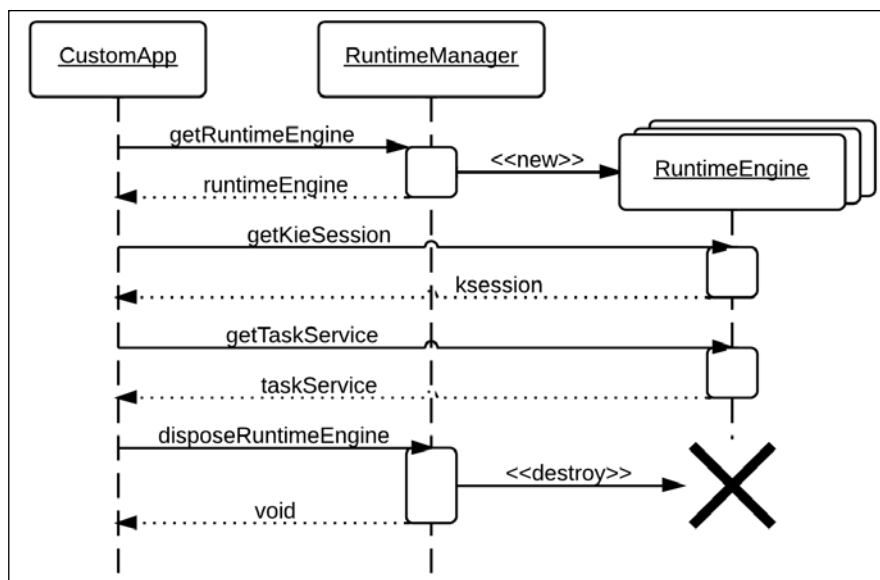 CustomApp
RuntimeManager
getRuntimeEngine
<<new>>
RuntimeEngine
runtimeEngine
getKieSession
ksession
getTaskService
taskService
disposeRuntimeEngine
<<destroy>>
void